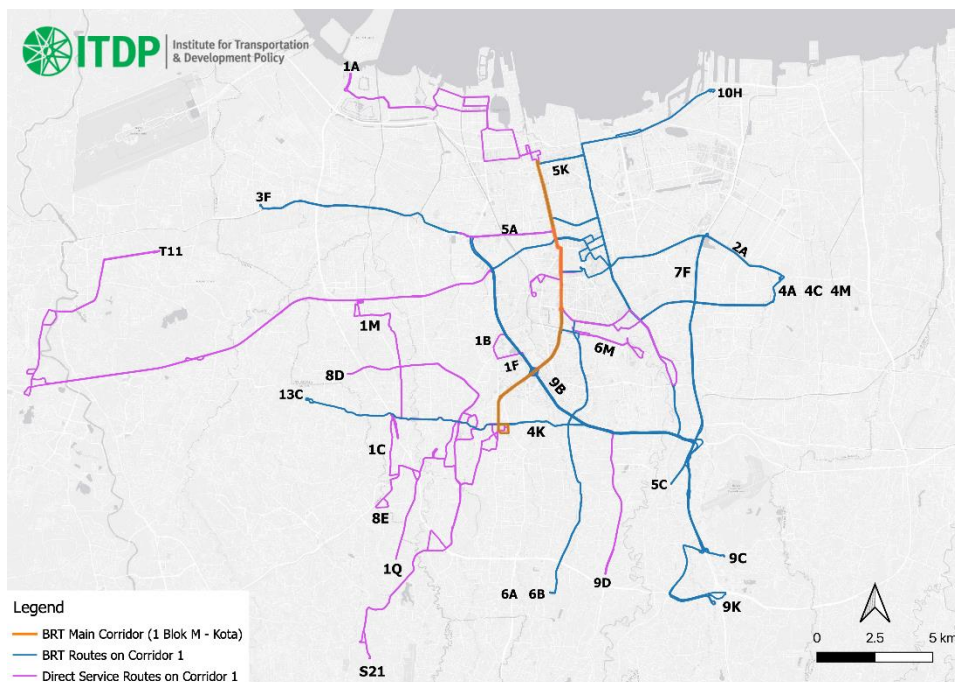 ITDP
Institute for Transportation
& Development Policy
1A
10H
5K
3F
5A
2A
T11
7F
4A 4C 4M
1M
1B
6M
1F
8D
9B
13C
4K
1C
5C
8E
9C
1Q
6A 6B
9D
9K
S21
Legend
BRT Main Corridor (1 Blok M - Kota)
BRT Routes on Corridor 1
Direct Service Routes on Corridor 1
0 2.5 5 km